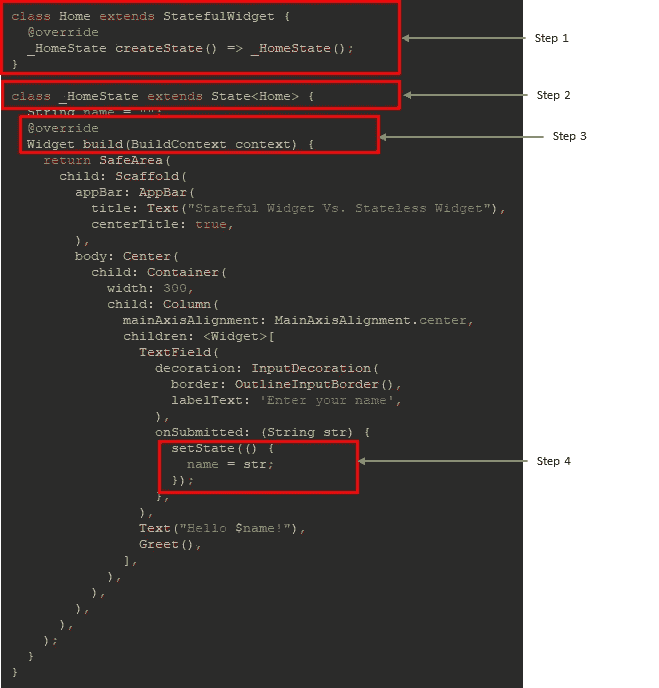 class Home extends StatefulWidget {
@override
_HomeState createState() => _HomeState();
}
Step 1
class _HomeState extends State<Home> {
Step 2
String name = "";
@override
Widget build(BuildContext context) {
Step 3
return SafeArea(
child: Scaffold(
appBar: AppBar(
title: Text("Stateful Widget Vs. Stateless Widget"),
centerTitle: true,
),
body: Center(
child: Container(
width: 300,
child: Column(
mainAxisAlignment: MainAxisAlignment.center,
children: <Widget>[
TextField(
decoration: InputDecoration(
border: OutlineInputBorder(),
labelText: 'Enter your name',
),
onSubmitted: (String str) {
setState(() {
name = str;
});
Step 4
},
),
Text("Hello $name!"),
Greet(),
],
),
),
),
),
);
}
}